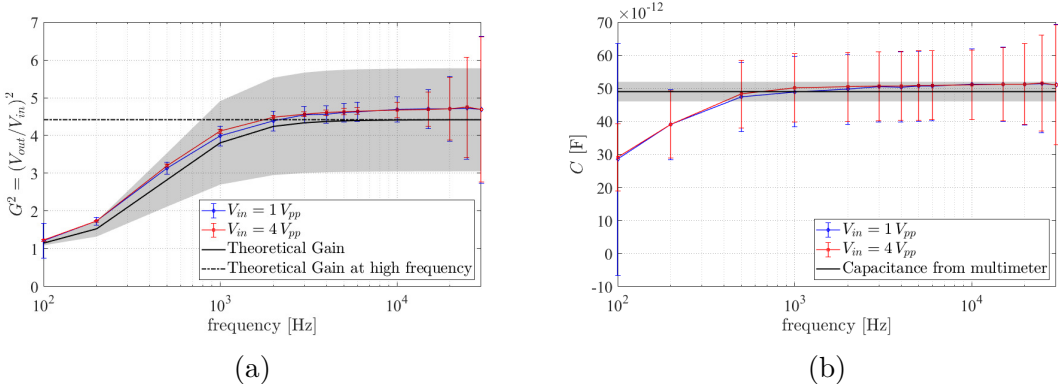 7
6
5
4
3
2
1
0
10^2
10^3
10^4
frequency [Hz]
G^2 = (V_out/V_in)^2
V_in = 1 V_pp
V_in = 4 V_pp
Theoretical Gain
Theoretical Gain at high frequency
(a)
×10^-12
70
60
50
40
30
20
10
0
-10
10^2
10^3
10^4
frequency [Hz]
C [F]
V_in = 1 V_pp
V_in = 4 V_pp
Capacitance from multimeter
(b)